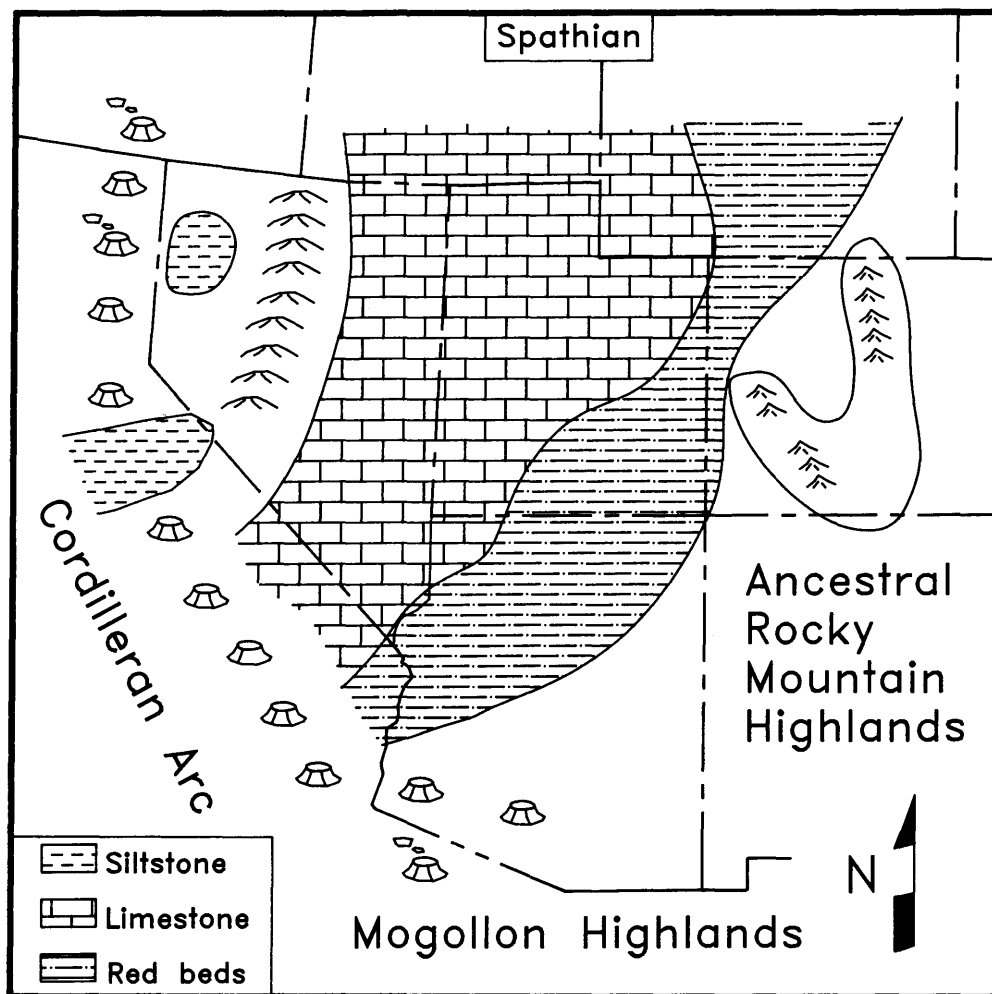 Spathian
Cordilleran Arc
Ancestral
Rocky
Mountain
Highlands
Siltstone
Limestone
Red beds
N
Mogollon Highlands